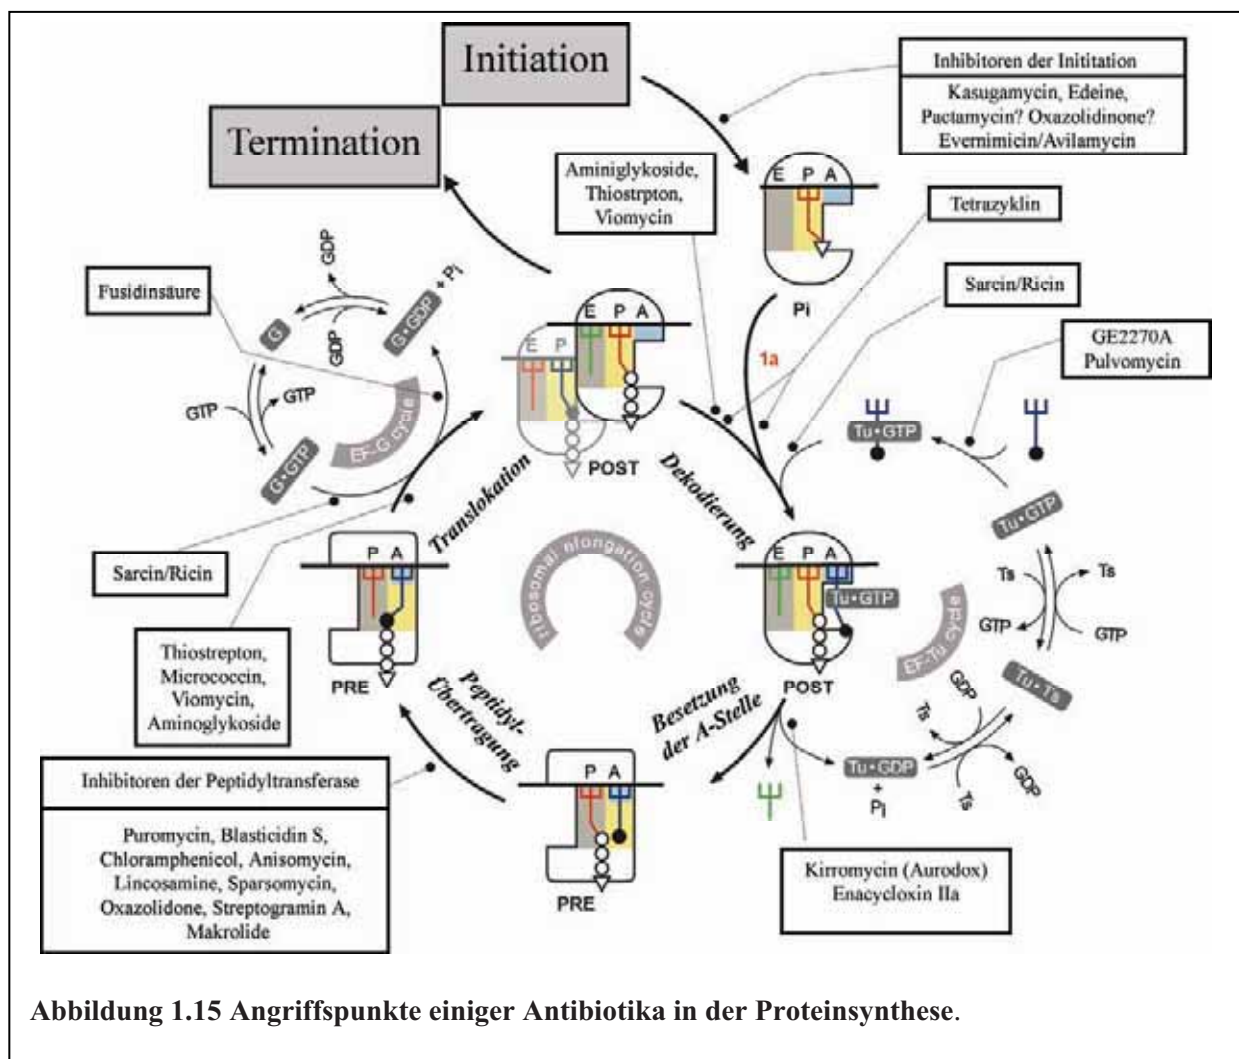 Initiation
Termination
Inhibitoren der Inititation
Kasugamycin, Edeine,
Pactamycin? Oxazolidinone?
Evernimicin/Avilamycin
Aminiglykoside,
Thiostrpton,
Viomycin
E P A
Pi
Tetrazyklin
Sarcin/Ricin
GE2270A
Pulvomycin
1a
Fusidinsäure
GDP
GDP
G
G•GDP
+ Pi
GTP
GTP
G•GTP
EF-G cycle
E P
E P A
POST
Translokation
Dekodierung
ribosomal elongation cycle
Tu•GTP
Tu•GTP
Ts
Ts
GTP
GTP
EF-Tu cycle
Tu•Ts
GDP
Ts
GDP
Ts
Sarcin/Ricin
P A
PRE
E P A
Tu•GTP
POST
Thiostrepton,
Micrococcin,
Viomycin,
Aminoglykoside
Peptidyl-
Übertragung
Besetzung
der A-Stelle
P A
PRE
Tu•GDP
+
Pi
Inhibitoren der Peptidyltransferase
Puromycin, Blasticidin S,
Chloramphenicol, Anisomycin,
Lincosamine, Sparsomycin,
Oxazolidone, Streptogramin A,
Makrolide
Kirromycin (Aurodox)
Enacycloxin IIa
Abbildung 1.15 Angriffspunkte einiger Antibiotika in der Proteinsynthese.